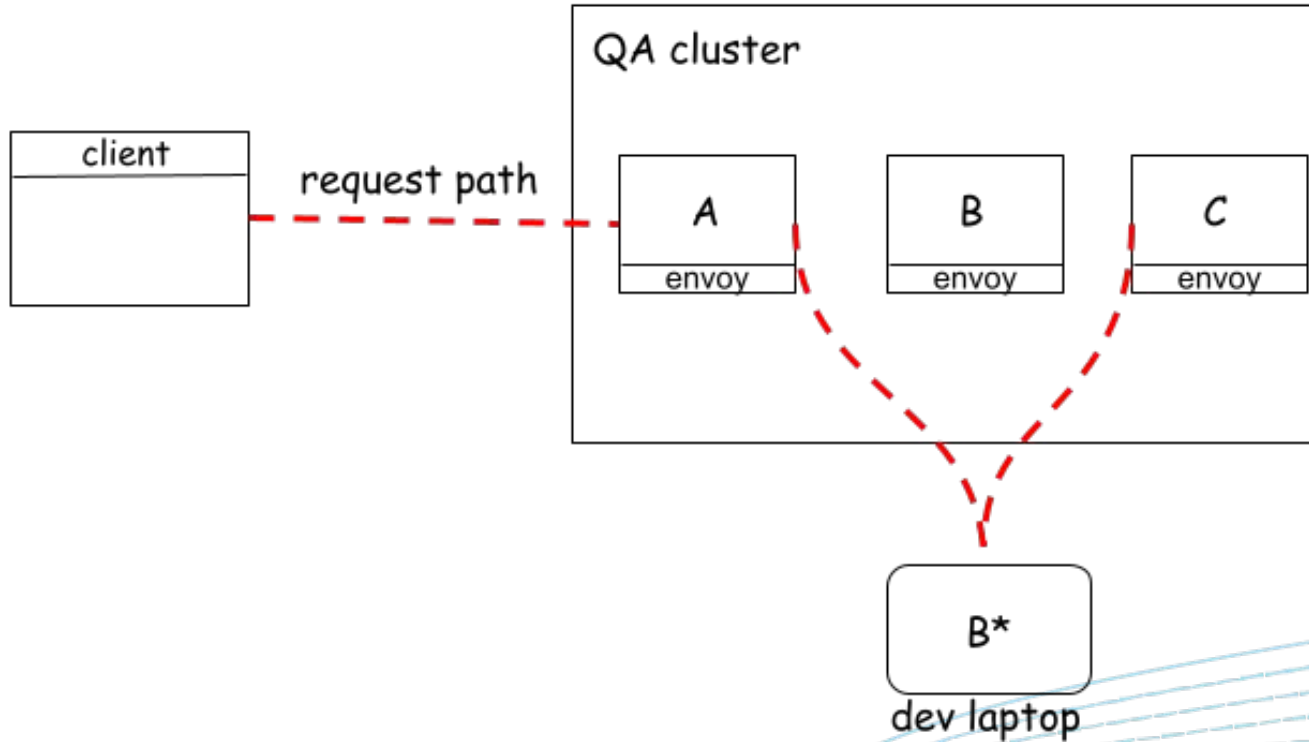 QA cluster
client
request path
A
envoy
B
envoy
C
envoy
B*
dev laptop